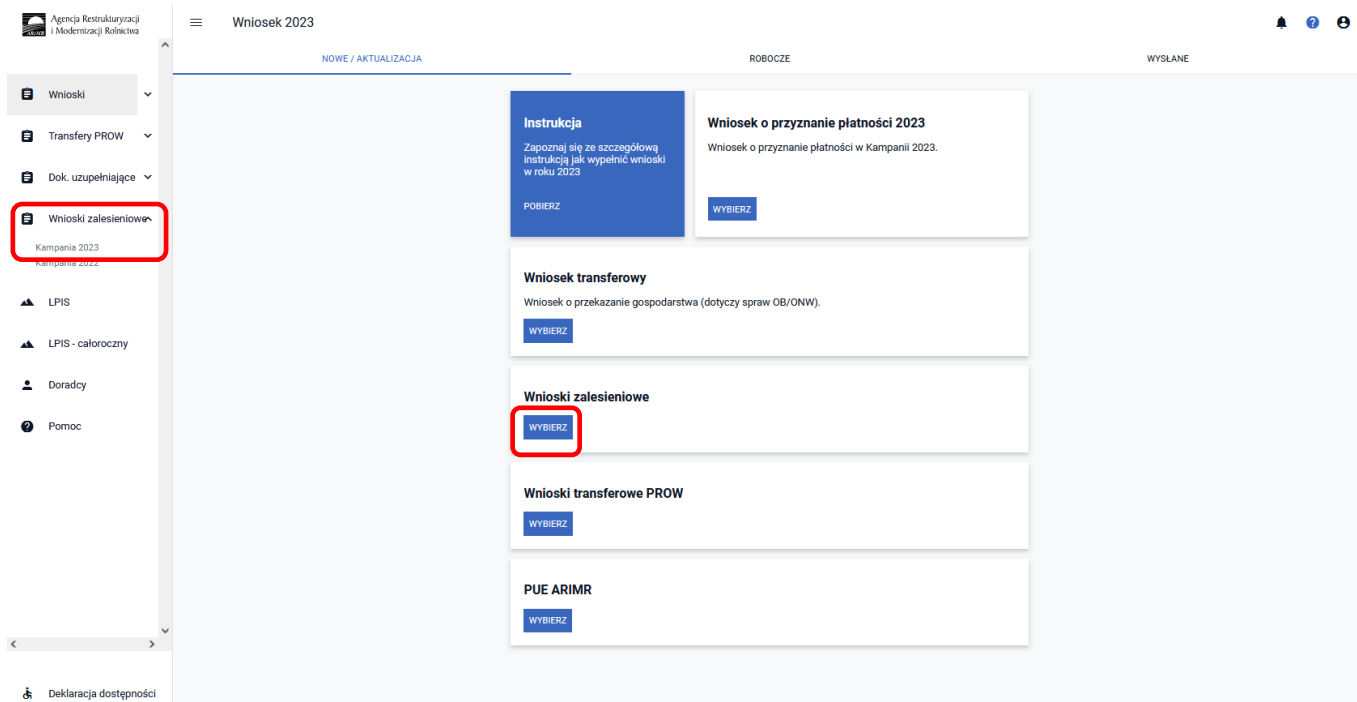 Agencja Restrukturyzacji
i Modernizacji Rolnictwa
ARiMR
Wniosek 2023
NOWE / AKTUALIZACJA
ROBOCZE
WYSŁANE
Wnioski
Transfery PROW
Dok. uzupełniające
Wnioski zalesieniowe
Kampania 2023
Kampania 2022
LPIS
LPIS - całoroczny
Doradcy
Pomoc
Deklaracja dostępności
Instrukcja
Zapoznaj się ze szczegółową
instrukcją jak wypełnić wnioski
w roku 2023
POBIERZ
Wniosek o przyznanie płatności 2023
Wniosek o przyznanie płatności w Kampanii 2023.
WYBIERZ
Wniosek transferowy
Wniosek o przekazanie gospodarstwa (dotyczy spraw OB/ONW).
WYBIERZ
Wnioski zalesieniowe
WYBIERZ
Wnioski transferowe PROW
WYBIERZ
PUE ARIMR
WYBIERZ